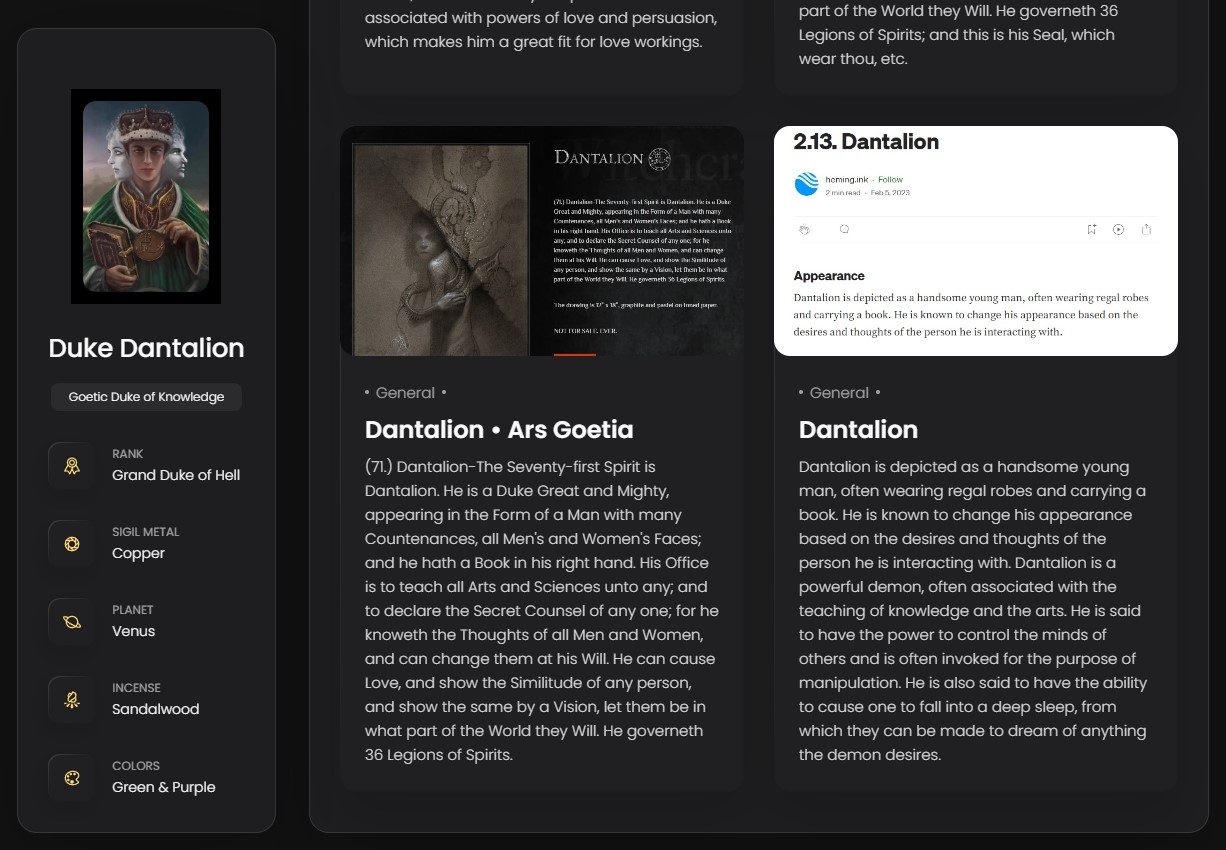 Duke Dantalion
Goetic Duke of Knowledge
RANK
Grand Duke of Hell
SIGIL METAL
Copper
PLANET
Venus
INCENSE
Sandalwood
COLORS
Green & Purple
associated with powers of love and persuasion,
which makes him a great fit for love workings.
part of the World they Will. He governeth 36
Legions of Spirits; and this is his Seal, which
wear thou, etc.
DANTALION
(71.) Dantalion-The Seventy-first Spirit is Dantalion. He is a Duke
Great and Mighty, appearing in the Form of a Man with many
Countenances, all Men's and Women's Faces; and he hath a Book
in his right hand. His Office is to teach all Arts and Sciences unto
any; and to declare the Secret Counsel of any one; for he
knoweth the Thoughts of all Men and Women, and can change
them at his Will. He can cause Love, and show the Similitude of
any person, and show the same by a Vision, let them be in what
part of the World they Will. He governeth 36 Legions of Spirits.
The drawing is 12" x 18", graphite and pastel on toned paper.
NOT FOR SALE. EVER.
• General •
Dantalion • Ars Goetia
(71.) Dantalion-The Seventy-first Spirit is
Dantalion. He is a Duke Great and Mighty,
appearing in the Form of a Man with many
Countenances, all Men's and Women's Faces;
and he hath a Book in his right hand. His Office
is to teach all Arts and Sciences unto any; and
to declare the Secret Counsel of any one; for he
knoweth the Thoughts of all Men and Women,
and can change them at his Will. He can cause
Love, and show the Similitude of any person,
and show the same by a Vision, let them be in
what part of the World they Will. He governeth
36 Legions of Spirits.
2.13. Dantalion
heming.ink · Follow
2 min read · Feb 5, 2023
Appearance
Dantalion is depicted as a handsome young man, often wearing regal robes
and carrying a book. He is known to change his appearance based on the
desires and thoughts of the person he is interacting with.
• General •
Dantalion
Dantalion is depicted as a handsome young
man, often wearing regal robes and carrying a
book. He is known to change his appearance
based on the desires and thoughts of the
person he is interacting with. Dantalion is a
powerful demon, often associated with the
teaching of knowledge and the arts. He is said
to have the power to control the minds of
others and is often invoked for the purpose of
manipulation. He is also said to have the ability
to cause one to fall into a deep sleep, from
which they can be made to dream of anything
the demon desires.